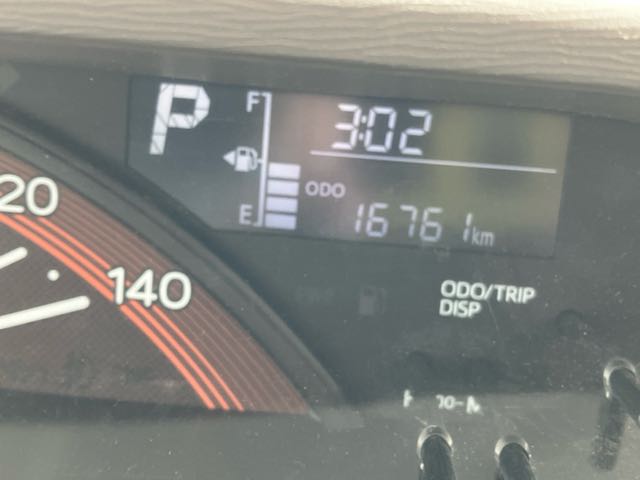 P
F
3:02
ODO
E
16761km
20
140
ODO/TRIP
DISP